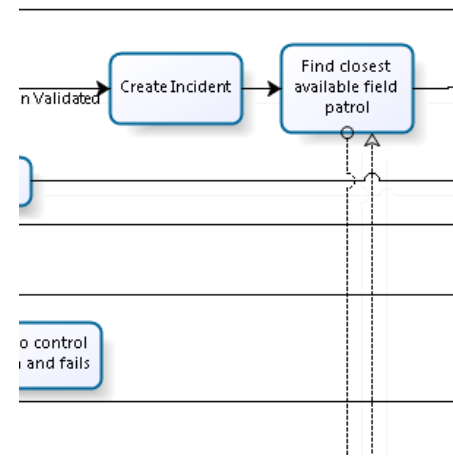 Find closest
available field
patrol
Create Incident
n Validated
o control
and fails